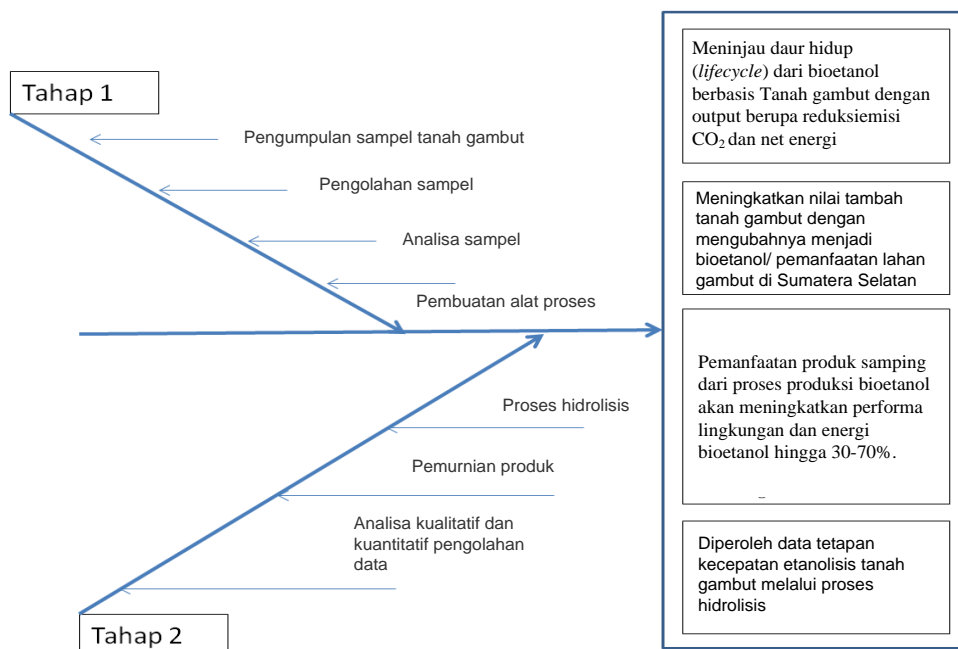 Tahap 1
Pengumpulan sampel tanah gambut
Pengolahan sampel
Analisa sampel
Pembuatan alat proses
Proses hidrolisis
Pemurnian produk
Analisa kualitatif dan
kuantitatif pengolahan
data
Tahap 2
Meninjau daur hidup
(lifecycle) dari bioetanol
berbasis Tanah gambut dengan
output berupa reduksiemisi
CO₂ dan net energi
Meningkatkan nilai tambah
tanah gambut dengan
mengubahnya menjadi
bioetanol/ pemanfaatan lahan
gambut di Sumatera Selatan
Pemanfaatan produk samping
dari proses produksi bioetanol
akan meningkatkan performa
lingkungan dan energi
bioetanol hingga 30-70%.
Diperoleh data tetapan
kecepatan etanolisis tanah
gambut melalui proses
hidrolisis